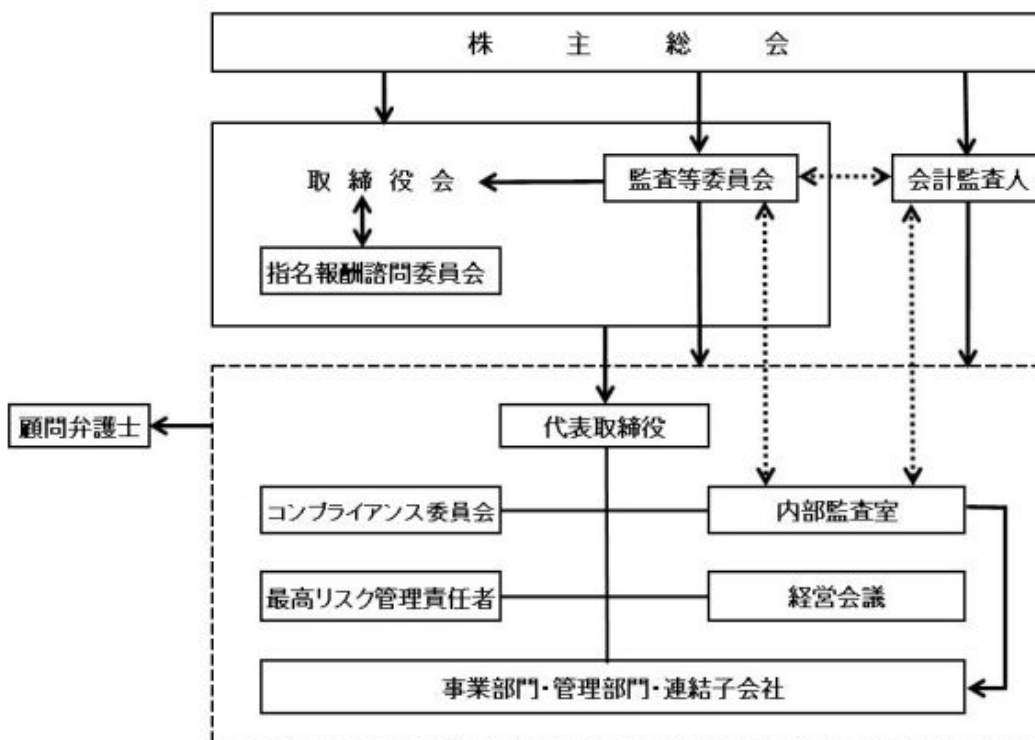 株主総会
取締役会
監査等委員会
会計監査人
指名報酬諮問委員会
顧問弁護士
代表取締役
コンプライアンス委員会
内部監査室
最高リスク管理責任者
経営会議
事業部門・管理部門・連結子会社